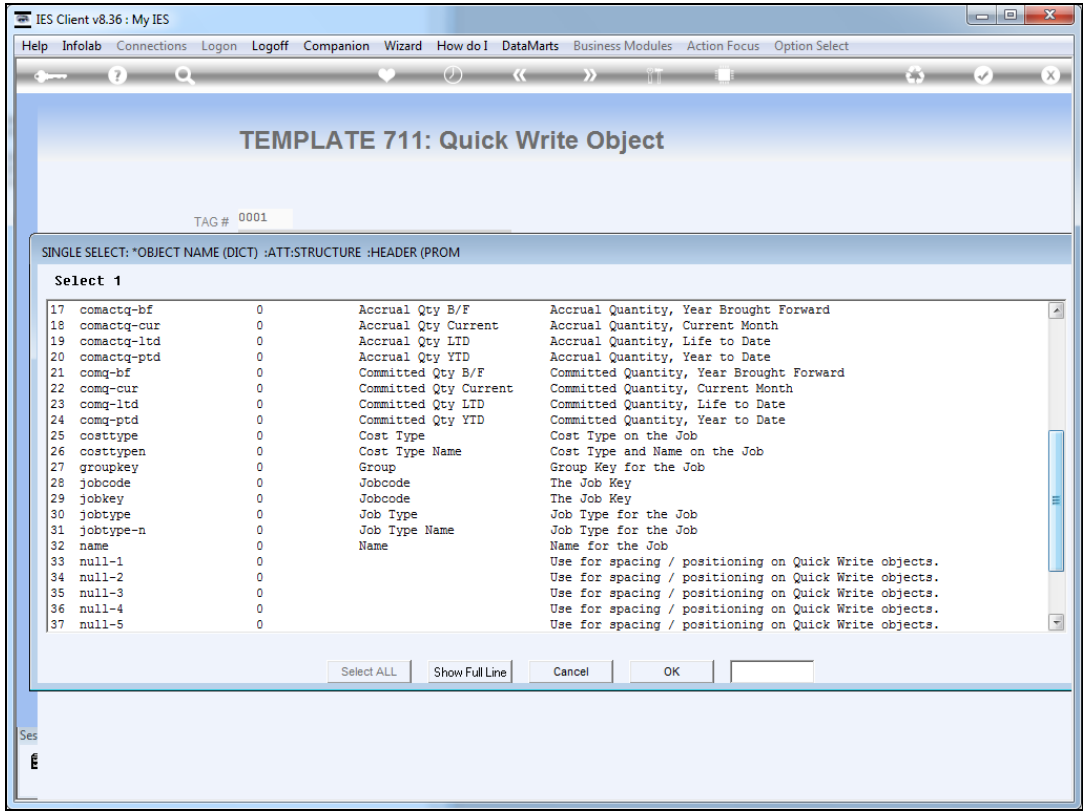 IES Client v8.36 : My IES
Help Infolab Connections Logon Logoff Companion Wizard How do I DataMarts Business Modules Action Focus Option Select
TEMPLATE 711: Quick Write Object
TAG # 0001
SINGLE SELECT: *OBJECT NAME (DICT) :ATT:STRUCTURE :HEADER (PROM
Select 1
17 comactq-bf 0 Accrual Qty B/F Accrual Quantity, Year Brought Forward
18 comactq-cur 0 Accrual Qty Current Accrual Quantity, Current Month
19 comactq-ltd 0 Accrual Qty LTD Accrual Quantity, Life to Date
20 comactq-ptd 0 Accrual Qty YTD Accrual Quantity, Year to Date
21 comq-bf 0 Committed Qty B/F Committed Quantity, Year Brought Forward
22 comq-cur 0 Committed Qty Current Committed Quantity, Current Month
23 comq-ltd 0 Committed Qty LTD Committed Quantity, Life to Date
24 comq-ptd 0 Committed Qty YTD Committed Quantity, Year to Date
25 costtype 0 Cost Type Cost Type on the Job
26 costtypen 0 Cost Type Name Cost Type and Name on the Job
27 groupkey 0 Group Group Key for the Job
28 jobcode 0 Jobcode The Job Key
29 jobkey 0 Jobcode The Job Key
30 jobtype 0 Job Type Job Type for the Job
31 jobtype-n 0 Job Type Name Job Type for the Job
32 name 0 Name Name for the Job
33 null-1 0 Use for spacing / positioning on Quick Write objects.
34 null-2 0 Use for spacing / positioning on Quick Write objects.
35 null-3 0 Use for spacing / positioning on Quick Write objects.
36 null-4 0 Use for spacing / positioning on Quick Write objects.
37 null-5 0 Use for spacing / positioning on Quick Write objects.
Select ALL Show Full Line Cancel OK
Ses